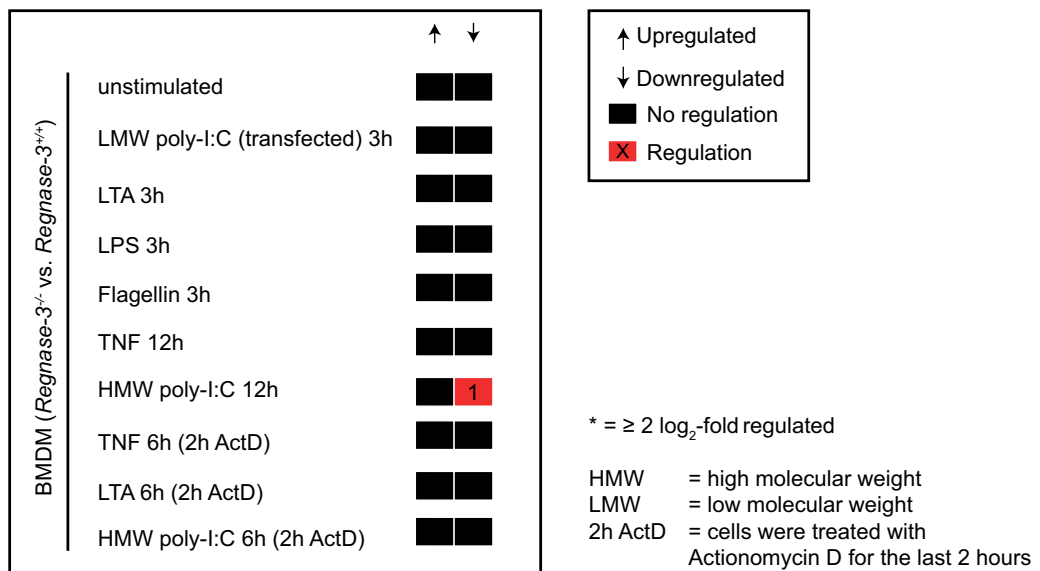 ↑ ↓
BMDM (Regnase-3-/- vs. Regnase-3+/+)
unstimulated
LMW poly-I:C (transfected) 3h
LTA 3h
LPS 3h
Flagellin 3h
TNF 12h
HMW poly-I:C 12h 1
TNF 6h (2h ActD)
LTA 6h (2h ActD)
HMW poly-I:C 6h (2h ActD)
↑ Upregulated
↓ Downregulated
No regulation
X Regulation
* = ≥ 2 log2-fold regulated
HMW = high molecular weight
LMW = low molecular weight
2h ActD = cells were treated with
Actionomycin D for the last 2 hours